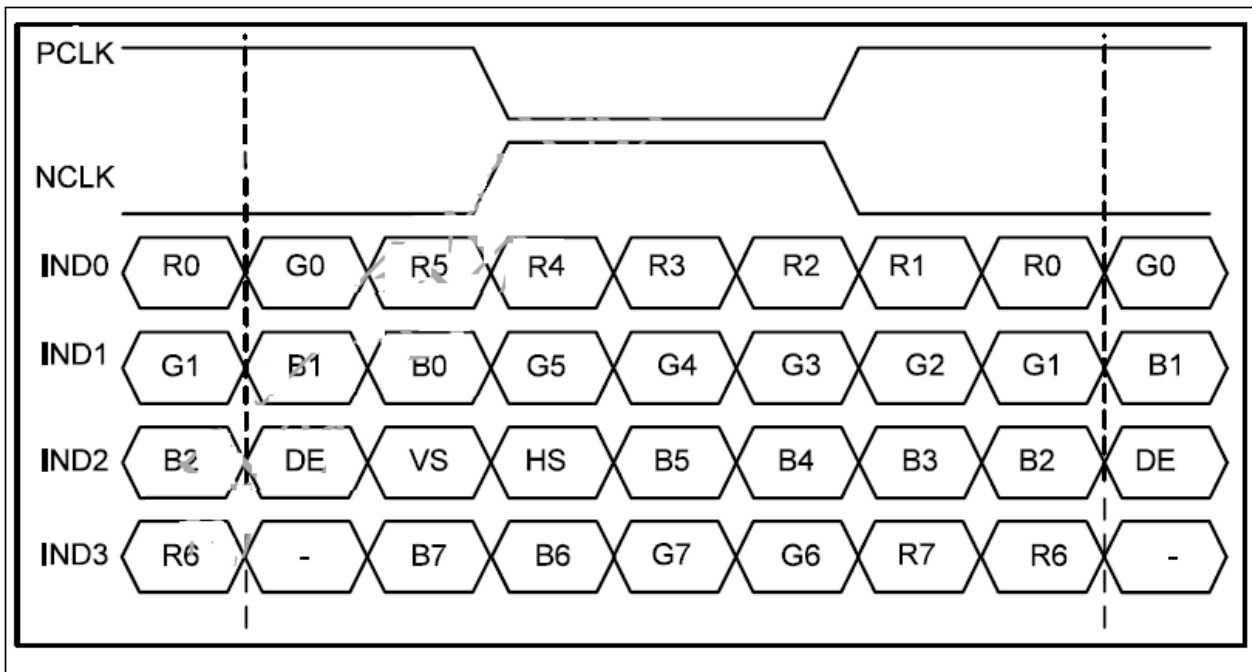 PCLK
NCLK
IND0 R0 G0 R5 R4 R3 R2 R1 R0 G0
IND1 G1 B1 B0 G5 G4 G3 G2 G1 B1
IND2 B2 DE VS HS B5 B4 B3 B2 DE
IND3 R6 - B7 B6 G7 G6 R7 R6 -